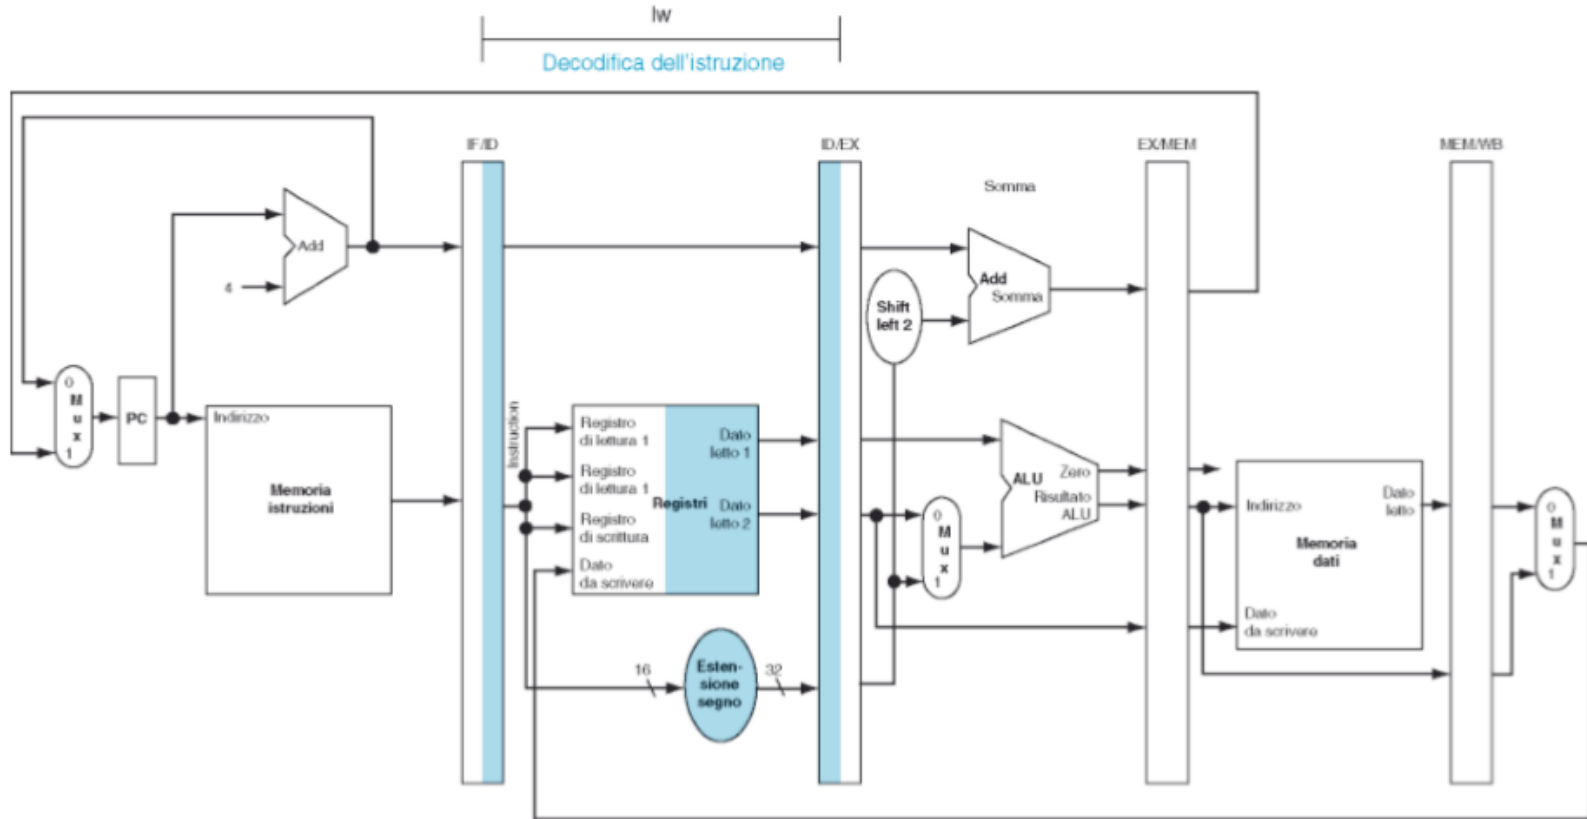 lw
Decodifica dell'istruzione
IF/ID
ID/EX
EX/MEM
MEM/WB
Somma
Add
4
Add
Somma
Shift
left 2
0
M
u
x
1
PC
Indirizzo
Memoria
istruzioni
Instruction
Registro
di lettura 1
Registro
di lettura 1
Registro
di scrittura
Dato
da scrivere
Registri
Dato
letto 1
Dato
letto 2
16
Esten-
sione
segno
32
0
M
u
x
1
ALU
Zero
Risultato
ALU
Indirizzo
Dato
letto
Memoria
dati
Dato
da scrivere
0
M
u
x
1